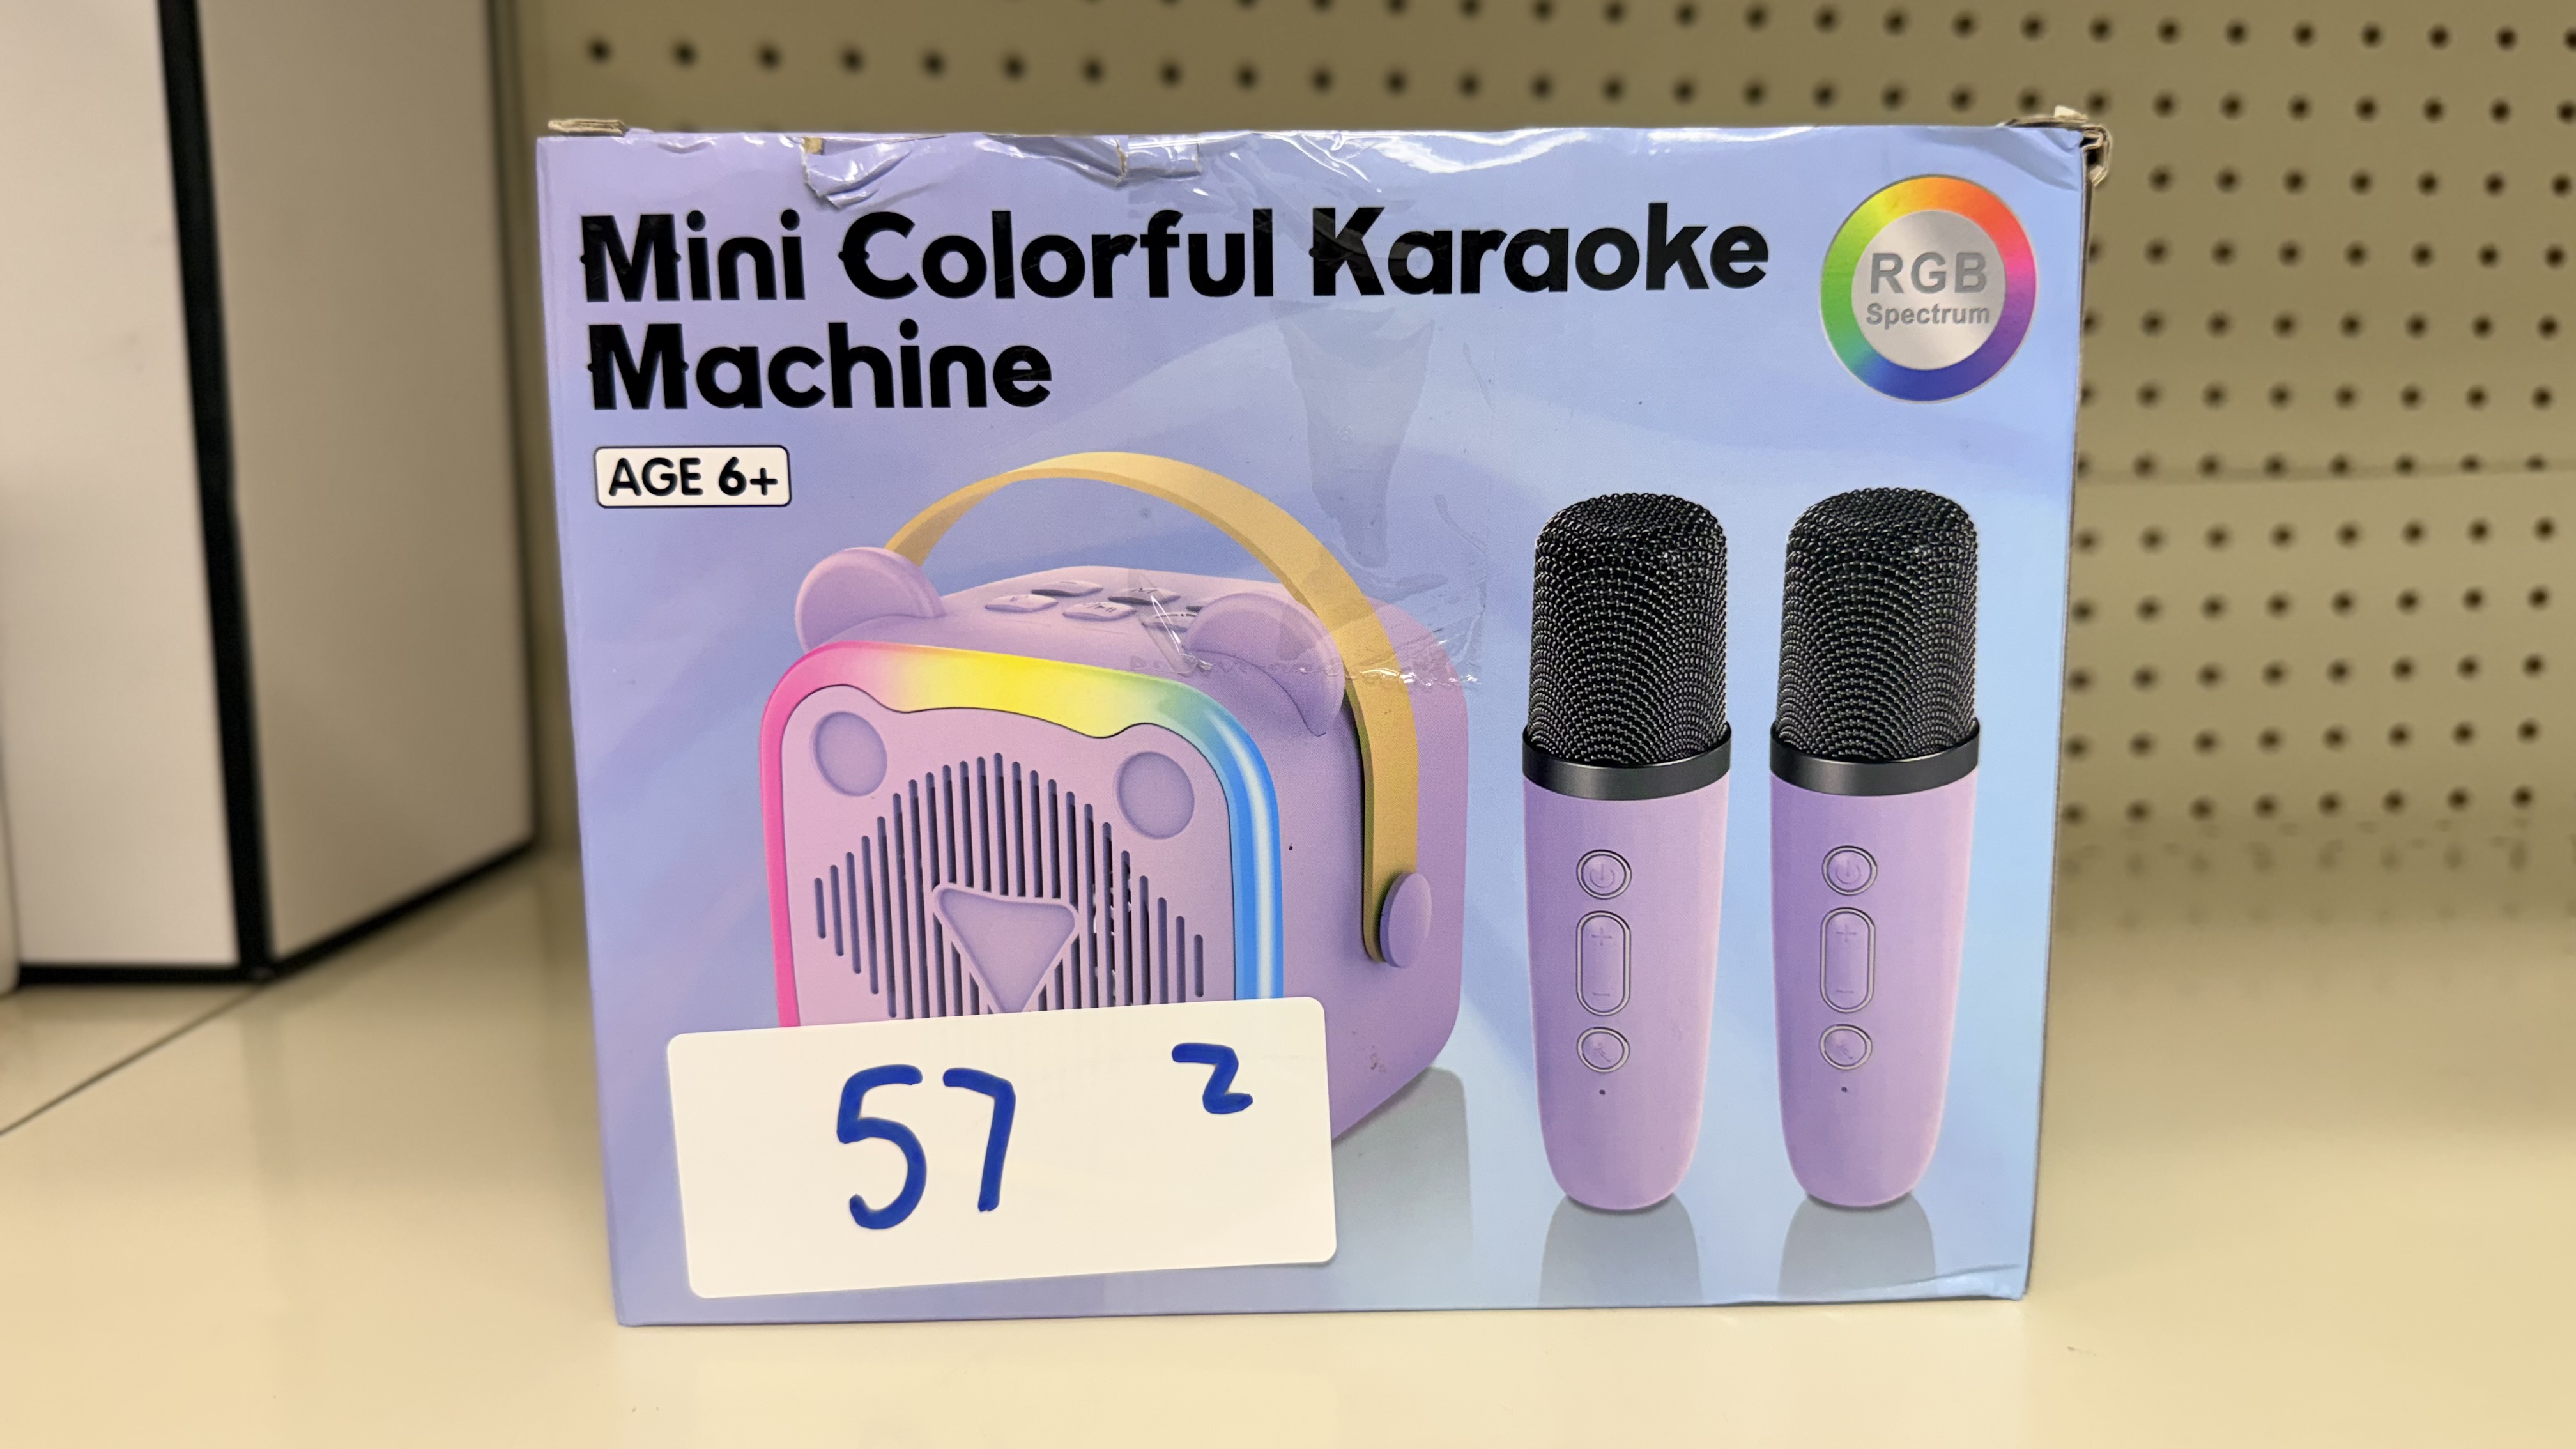 Mini Colorful Karaoke
Machine
RGB
Spectrum
AGE 6+
57 2